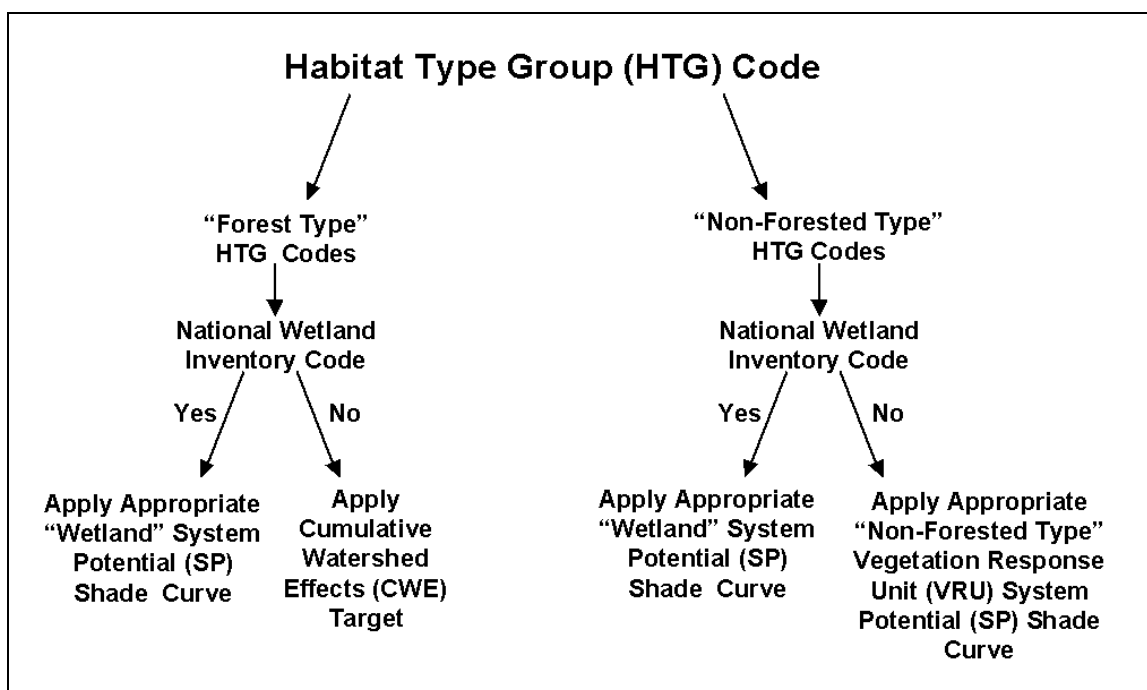 Habitat Type Group (HTG) Code
“Forest Type”
HTG Codes
National Wetland
Inventory Code
Yes
No
Apply Appropriate
“Wetland” System
Potential (SP)
Shade Curve
Apply
Cumulative
Watershed
Effects (CWE)
Target
“Non-Forested Type”
HTG Codes
National Wetland
Inventory Code
Yes
No
Apply Appropriate
“Wetland” System
Potential (SP)
Shade Curve
Apply Appropriate
“Non-Forested Type”
Vegetation Response
Unit (VRU) System
Potential (SP) Shade
Curve